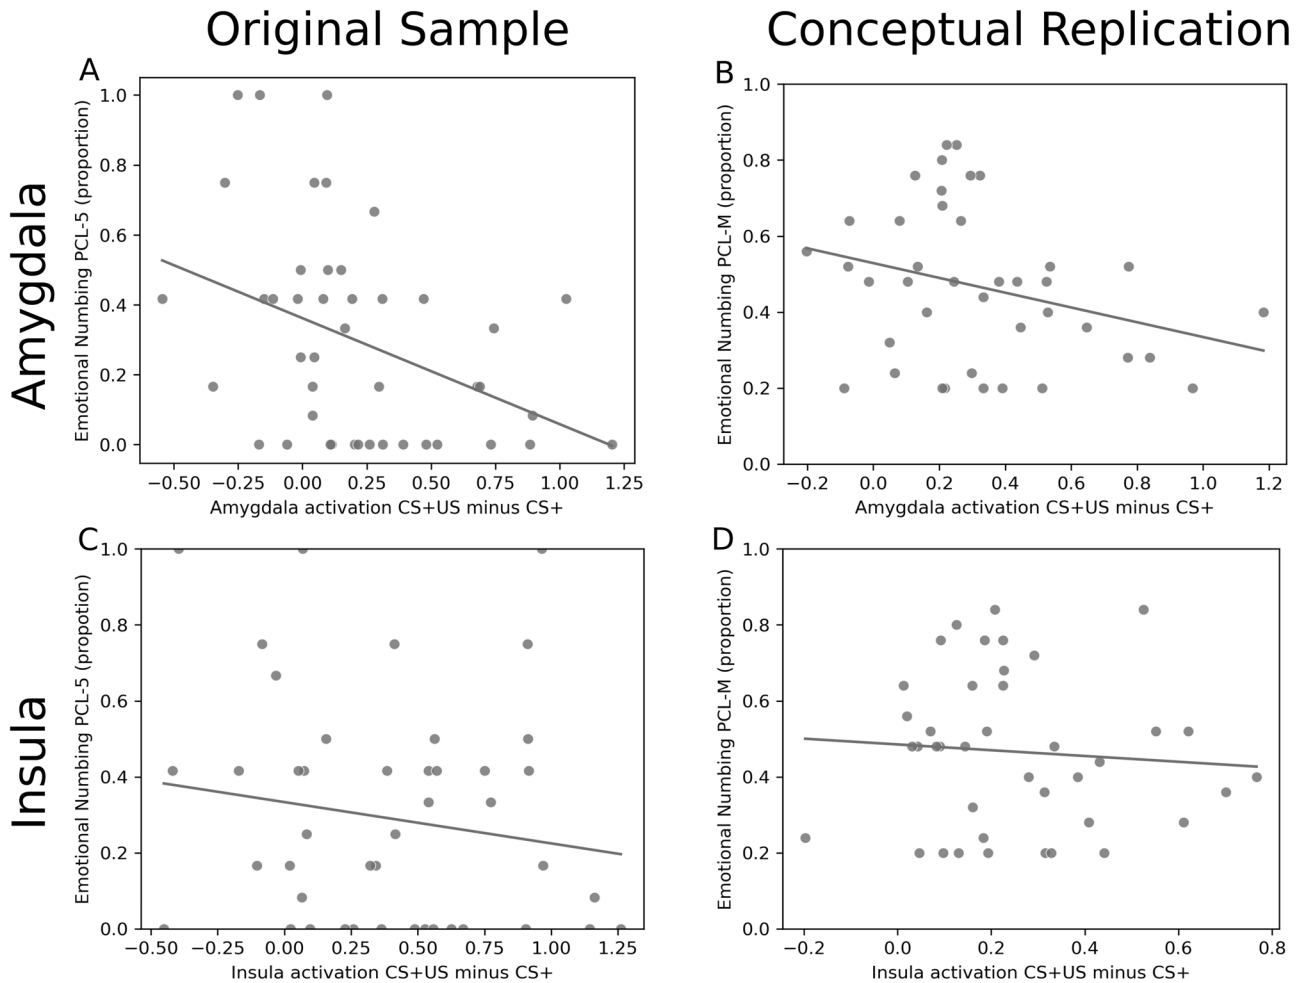 Original Sample
Conceptual Replication
Amygdala
A
Emotional Numbing PCL-5 (proportion)
1.0
0.8
0.6
0.4
0.2
0.0
−0.50 −0.25 0.00 0.25 0.50 0.75 1.00 1.25
Amygdala activation CS+US minus CS+
B
Emotional Numbing PCL-M (proportion)
1.0
0.8
0.6
0.4
0.2
0.0
−0.2 0.0 0.2 0.4 0.6 0.8 1.0 1.2
Amygdala activation CS+US minus CS+
Insula
C
Emotional Numbing PCL-5 (propotion)
1.0
0.8
0.6
0.4
0.2
0.0
−0.50 −0.25 0.00 0.25 0.50 0.75 1.00 1.25
Insula activation CS+US minus CS+
D
Emotional Numbing PCL-M (proportion)
1.0
0.8
0.6
0.4
0.2
0.0
−0.2 0.0 0.2 0.4 0.6 0.8
Insula activation CS+US minus CS+